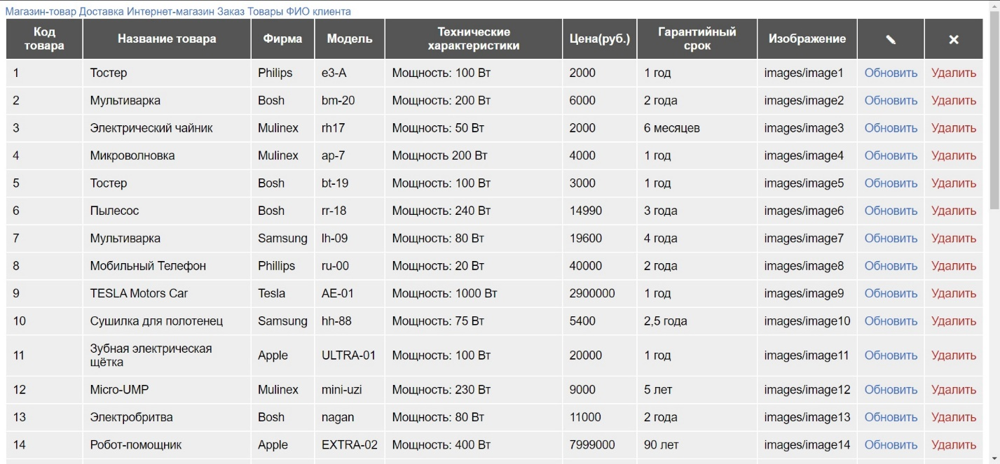 Магазин-товар Доставка Интернет-магазин Заказ Товары ФИО клиента
Код товара Название товара Фирма Модель Технические характеристики Цена(руб.) Гарантийный срок Изображение
1 Тостер Philips e3-A Мощность: 100 Вт 2000 1 год images/image1 Обновить Удалить
2 Мультиварка Bosh bm-20 Мощность: 200 Вт 6000 2 года images/image2 Обновить Удалить
3 Электрический чайник Mulinex rh17 Мощность: 50 Вт 2000 6 месяцев images/image3 Обновить Удалить
4 Микроволновка Mulinex ap-7 Мощность 200 Вт 4000 1 год images/image4 Обновить Удалить
5 Тостер Bosh bt-19 Мощность: 100 Вт 3000 1 год images/image5 Обновить Удалить
6 Пылесос Bosh rr-18 Мощность: 240 Вт 14990 3 года images/image6 Обновить Удалить
7 Мультиварка Samsung lh-09 Мощность: 80 Вт 19600 4 года images/image7 Обновить Удалить
8 Мобильный Телефон Phillips ru-00 Мощность: 20 Вт 40000 2 года images/image8 Обновить Удалить
9 TESLA Motors Car Tesla AE-01 Мощность: 1000 Вт 2900000 1 год images/image9 Обновить Удалить
10 Сушилка для полотенец Samsung hh-88 Мощность: 75 Вт 5400 2,5 года images/image10 Обновить Удалить
11 Зубная электрическая щётка Apple ULTRA-01 Мощность: 100 Вт 20000 1 год images/image11 Обновить Удалить
12 Micro-UMP Mulinex mini-uzi Мощность: 230 Вт 9000 5 лет images/image12 Обновить Удалить
13 Электробритва Bosh nagan Мощность: 80 Вт 11000 2 года images/image13 Обновить Удалить
14 Робот-помощник Apple EXTRA-02 Мощность: 400 Вт 7999000 90 лет images/image14 Обновить Удалить